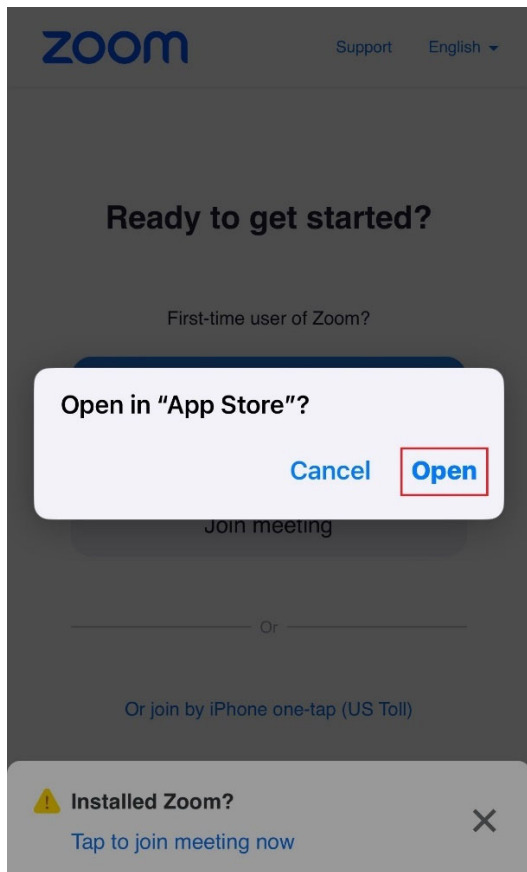 zoom
Support English
Ready to get started?
First-time user of Zoom?
Open in “App Store”?
Cancel Open
Join meeting
Or
Or join by iPhone one-tap (US Toll)
Installed Zoom?
Tap to join meeting now